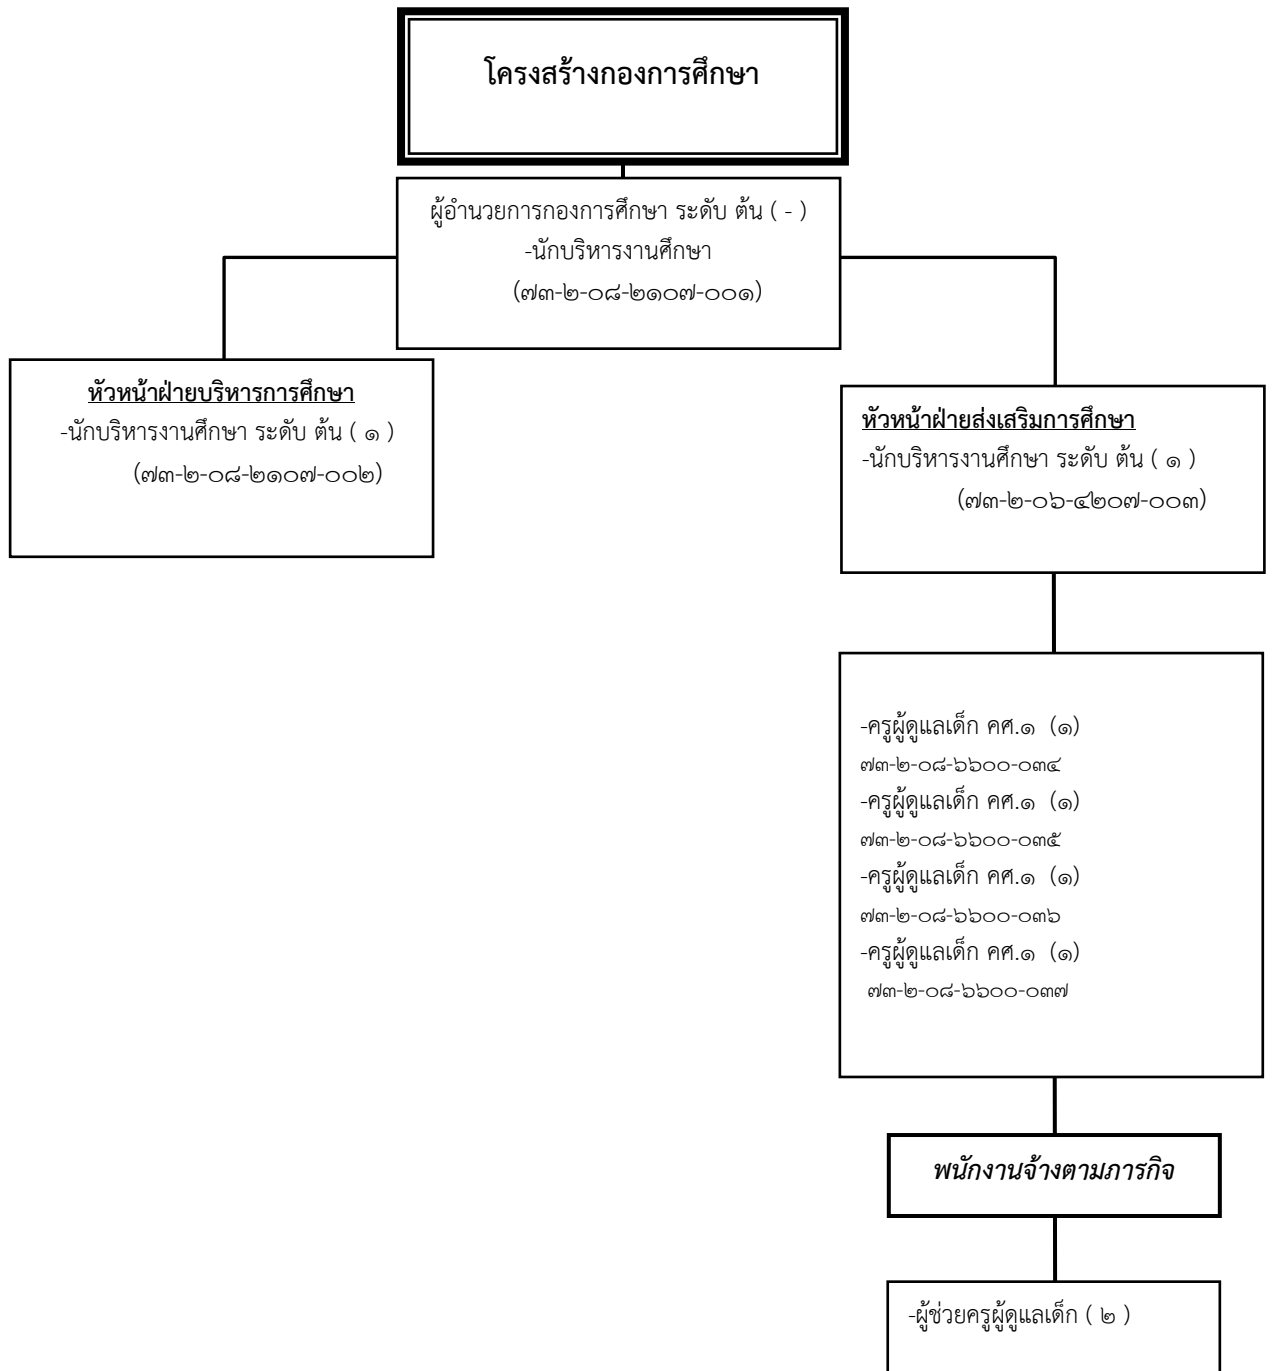 โครงสร้างกองการศึกษา
ผู้อำนวยการกองการศึกษา ระดับ ต้น ( - )
-นักบริหารงานศึกษา
(๗๓-๒-๐๘-๒๑๐๗-๐๐๑)
หัวหน้าฝ่ายบริหารการศึกษา
-นักบริหารงานศึกษา ระดับ ต้น ( ๑ )
(๗๓-๒-๐๘-๒๑๐๗-๐๐๒)
หัวหน้าฝ่ายส่งเสริมการศึกษา
-นักบริหารงานศึกษา ระดับ ต้น ( ๑ )
(๗๓-๒-๐๖-๔๒๐๗-๐๐๓)
-ครูผู้ดูแลเด็ก คศ.๑ (๑)
๗๓-๒-๐๘-๖๖๐๐-๐๓๔
-ครูผู้ดูแลเด็ก คศ.๑ (๑)
๗๓-๒-๐๘-๖๖๐๐-๐๓๕
-ครูผู้ดูแลเด็ก คศ.๑ (๑)
๗๓-๒-๐๘-๖๖๐๐-๐๓๖
-ครูผู้ดูแลเด็ก คศ.๑ (๑)
๗๓-๒-๐๘-๖๖๐๐-๐๓๗
พนักงานจ้างตามภารกิจ
-ผู้ช่วยครูผู้ดูแลเด็ก ( ๒ )